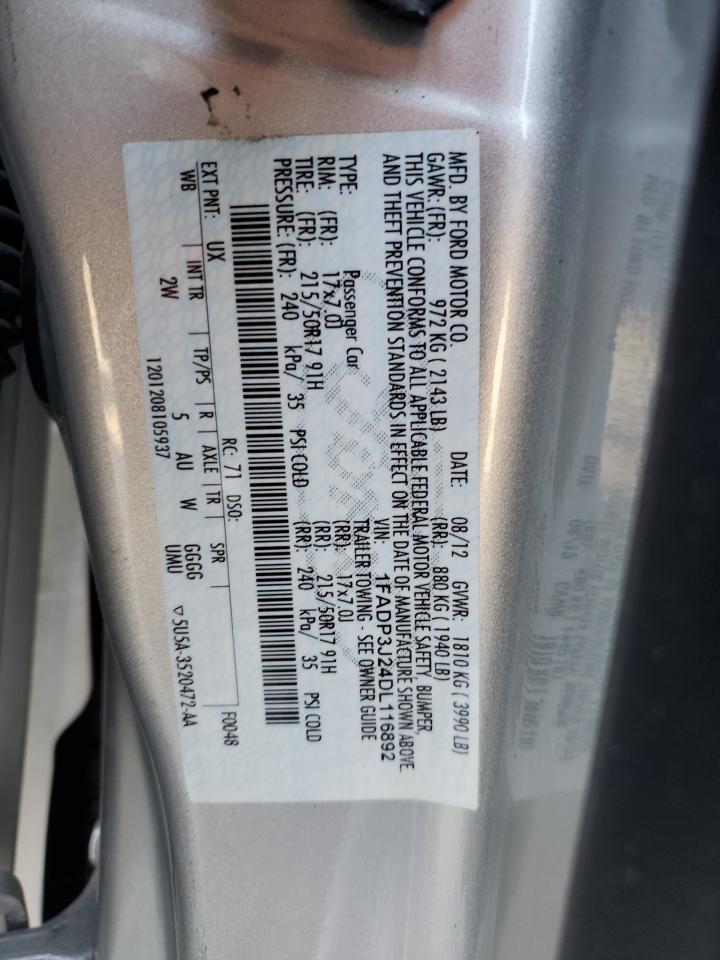 MFD. BY FORD MOTOR CO. DATE: 08/12 GVWR: 1810 KG ( 3990 LB)
GAWR: (FR): 972 KG ( 2143 LB) (RR): 880 KG ( 1940 LB)
THIS VEHICLE CONFORMS TO ALL APPLICABLE FEDERAL MOTOR VEHICLE SAFETY, BUMPER,
AND THEFT PREVENTION STANDARDS IN EFFECT ON THE DATE OF MANUFACTURE SHOWN ABOVE.
VIN: 1FADP3J24DL116892
TYPE: Passenger Car TRAILER TOWING - SEE OWNER GUIDE
RIM: (FR): 17x7.0J (RR): 17x7.0J
TIRE: (FR): 215/50R17 91H (RR): 215/50R17 91H
PRESSURE: (FR): 240 kPa/ 35 PSI COLD (RR): 240 kPa/ 35 PSI COLD
F0048
EXT PNT: UX RC: 71 DSO:
WB | INT TR | TP/PS | R | AXLE | TR | SPR |
2W 5 AU W GGGG
UMU
1201208105937 ▽5U5A-3520472-AA